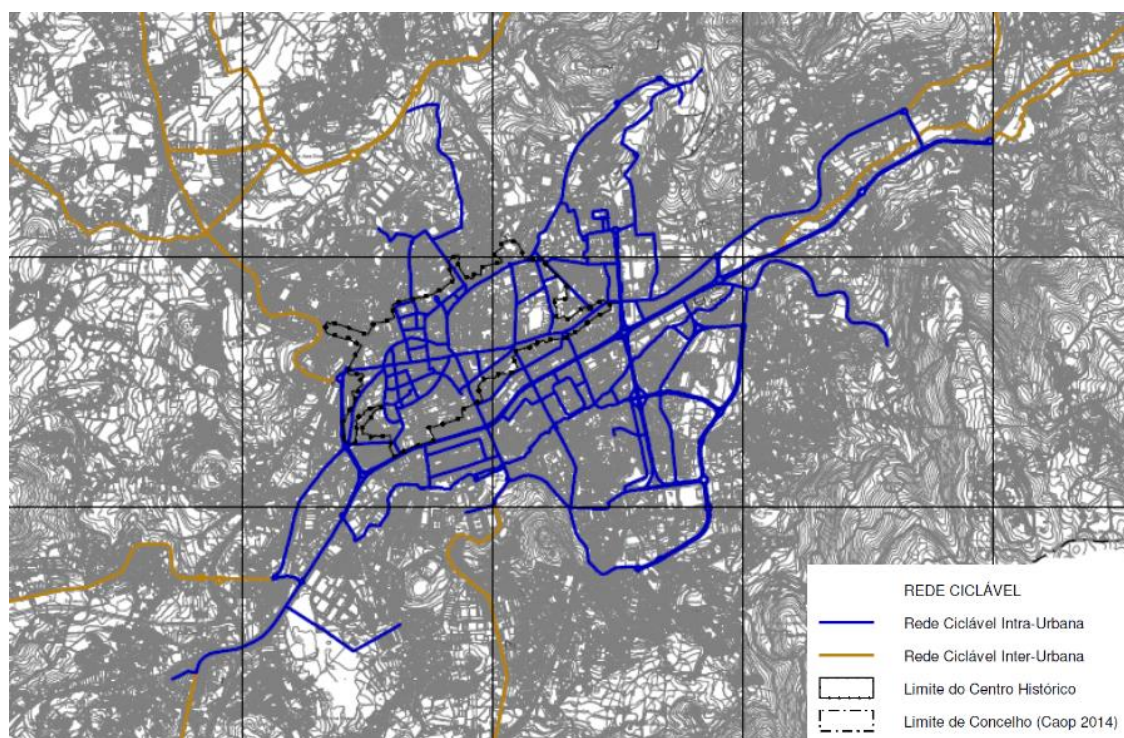 REDE CICLÁVEL
Rede Ciclável Intra-Urbana
Rede Ciclável Inter-Urbana
Limite do Centro Histórico
Limite de Concelho (Caop 2014)